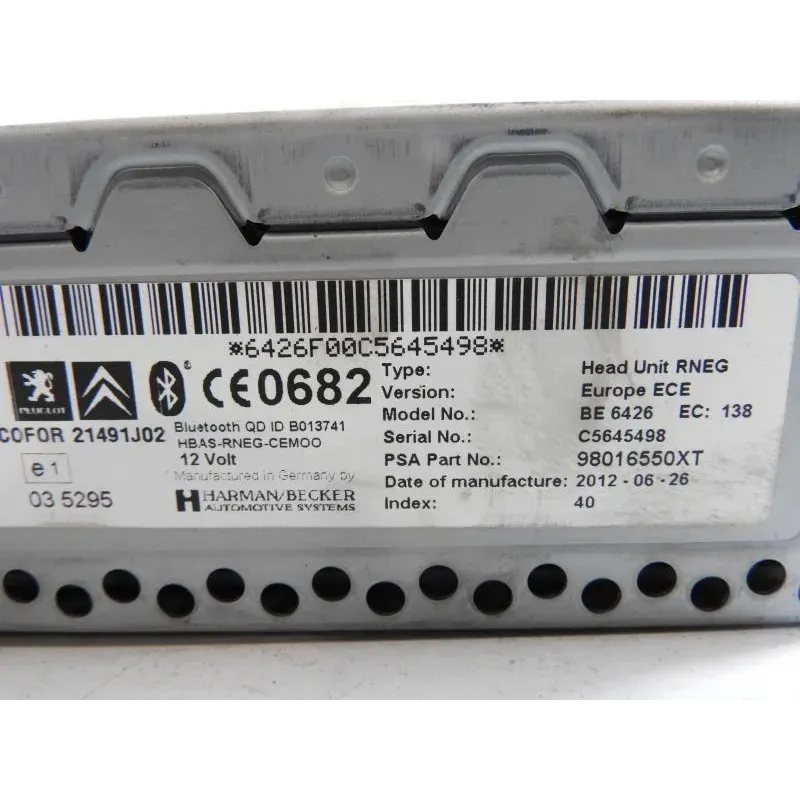 *6426F00C5645498*
PEUGEOT
CE0682
COFOR 21491J02
e1
03 5295
Bluetooth QD ID B013741
HBAS-RNEG-CEMOO
12 Volt
Manufactured in Germany by
HARMAN/BECKER
AUTOMOTIVE SYSTEMS
Type: Head Unit RNEG
Version: Europe ECE
Model No.: BE 6426 EC: 138
Serial No.: C5645498
PSA Part No.: 98016550XT
Date of manufacture: 2012 - 06 - 26
Index: 40